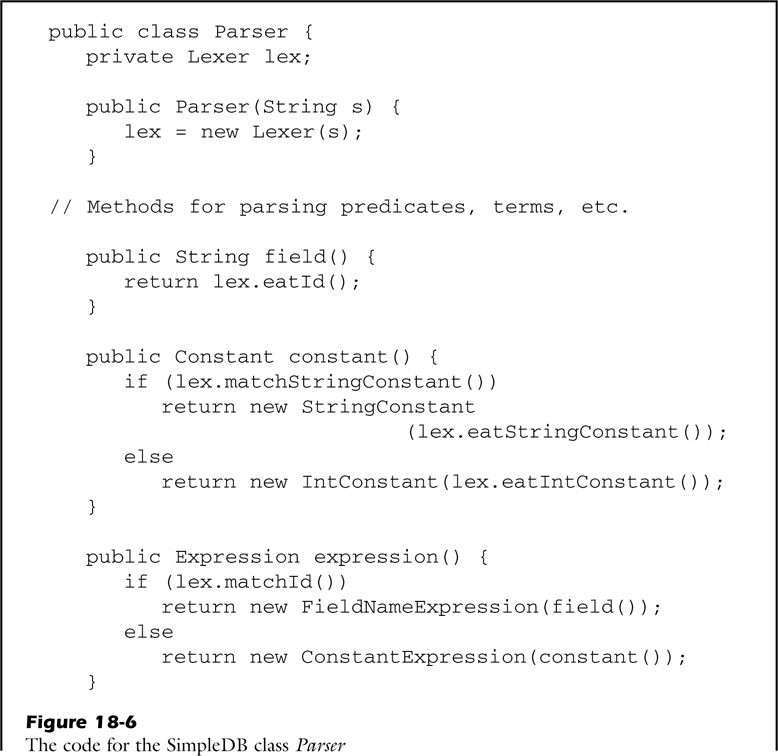 public class Parser {
private Lexer lex;
public Parser(String s) {
lex = new Lexer(s);
}
// Methods for parsing predicates, terms, etc.
public String field() {
return lex.eatId();
}
public Constant constant() {
if (lex.matchStringConstant())
return new StringConstant
(lex.eatStringConstant());
else
return new IntConstant(lex.eatIntConstant());
}
public Expression expression() {
if (lex.matchId())
return new FieldNameExpression(field());
else
return new ConstantExpression(constant());
}
Figure 18-6
The code for the SimpleDB class Parser